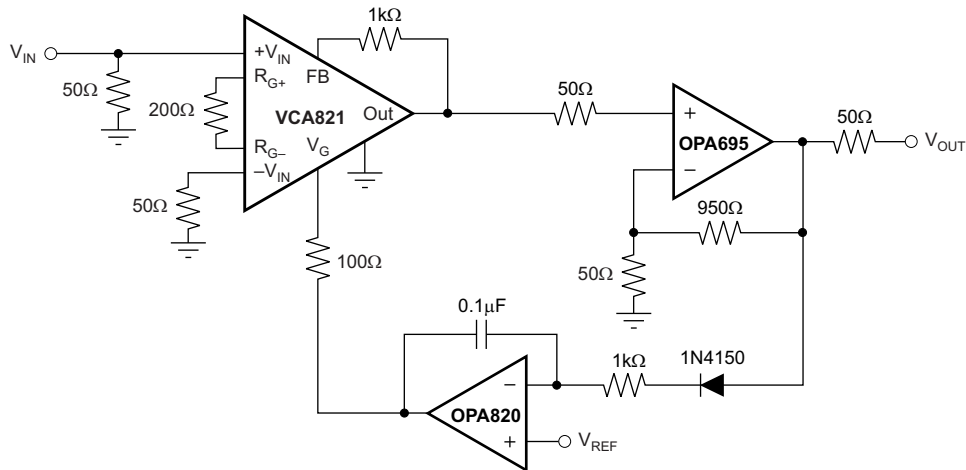 1kΩ
V_IN
+V_IN
FB
50Ω
R_G+
200Ω
VCA821
Out
R_G–
V_G
–V_IN
50Ω
50Ω
+
OPA695
–
50Ω
V_OUT
950Ω
50Ω
100Ω
0.1μF
1kΩ
1N4150
–
OPA820
+
V_REF